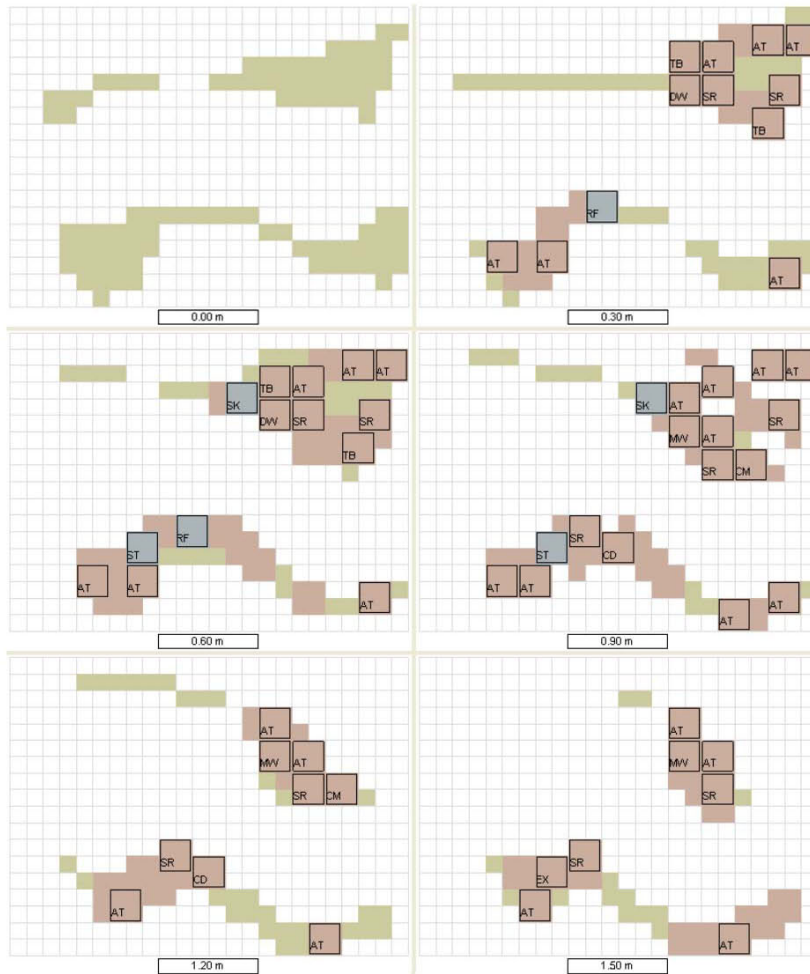 0.00 m
AT AT
TB AT
DW SR SR
TB
RF
AT AT
AT
0.30 m
AT AT
TB AT
SK
DW SR SR
TB
RF
ST
AT AT
AT
0.60 m
AT AT
AT
SK AT
SR
MW AT
SR CM
SR
ST CD
AT AT
AT
AT
0.90 m
AT
MW AT
SR CM
SR
CD
AT
AT
1.20 m
AT
MW AT
SR
SR
EX
AT
AT
1.50 m